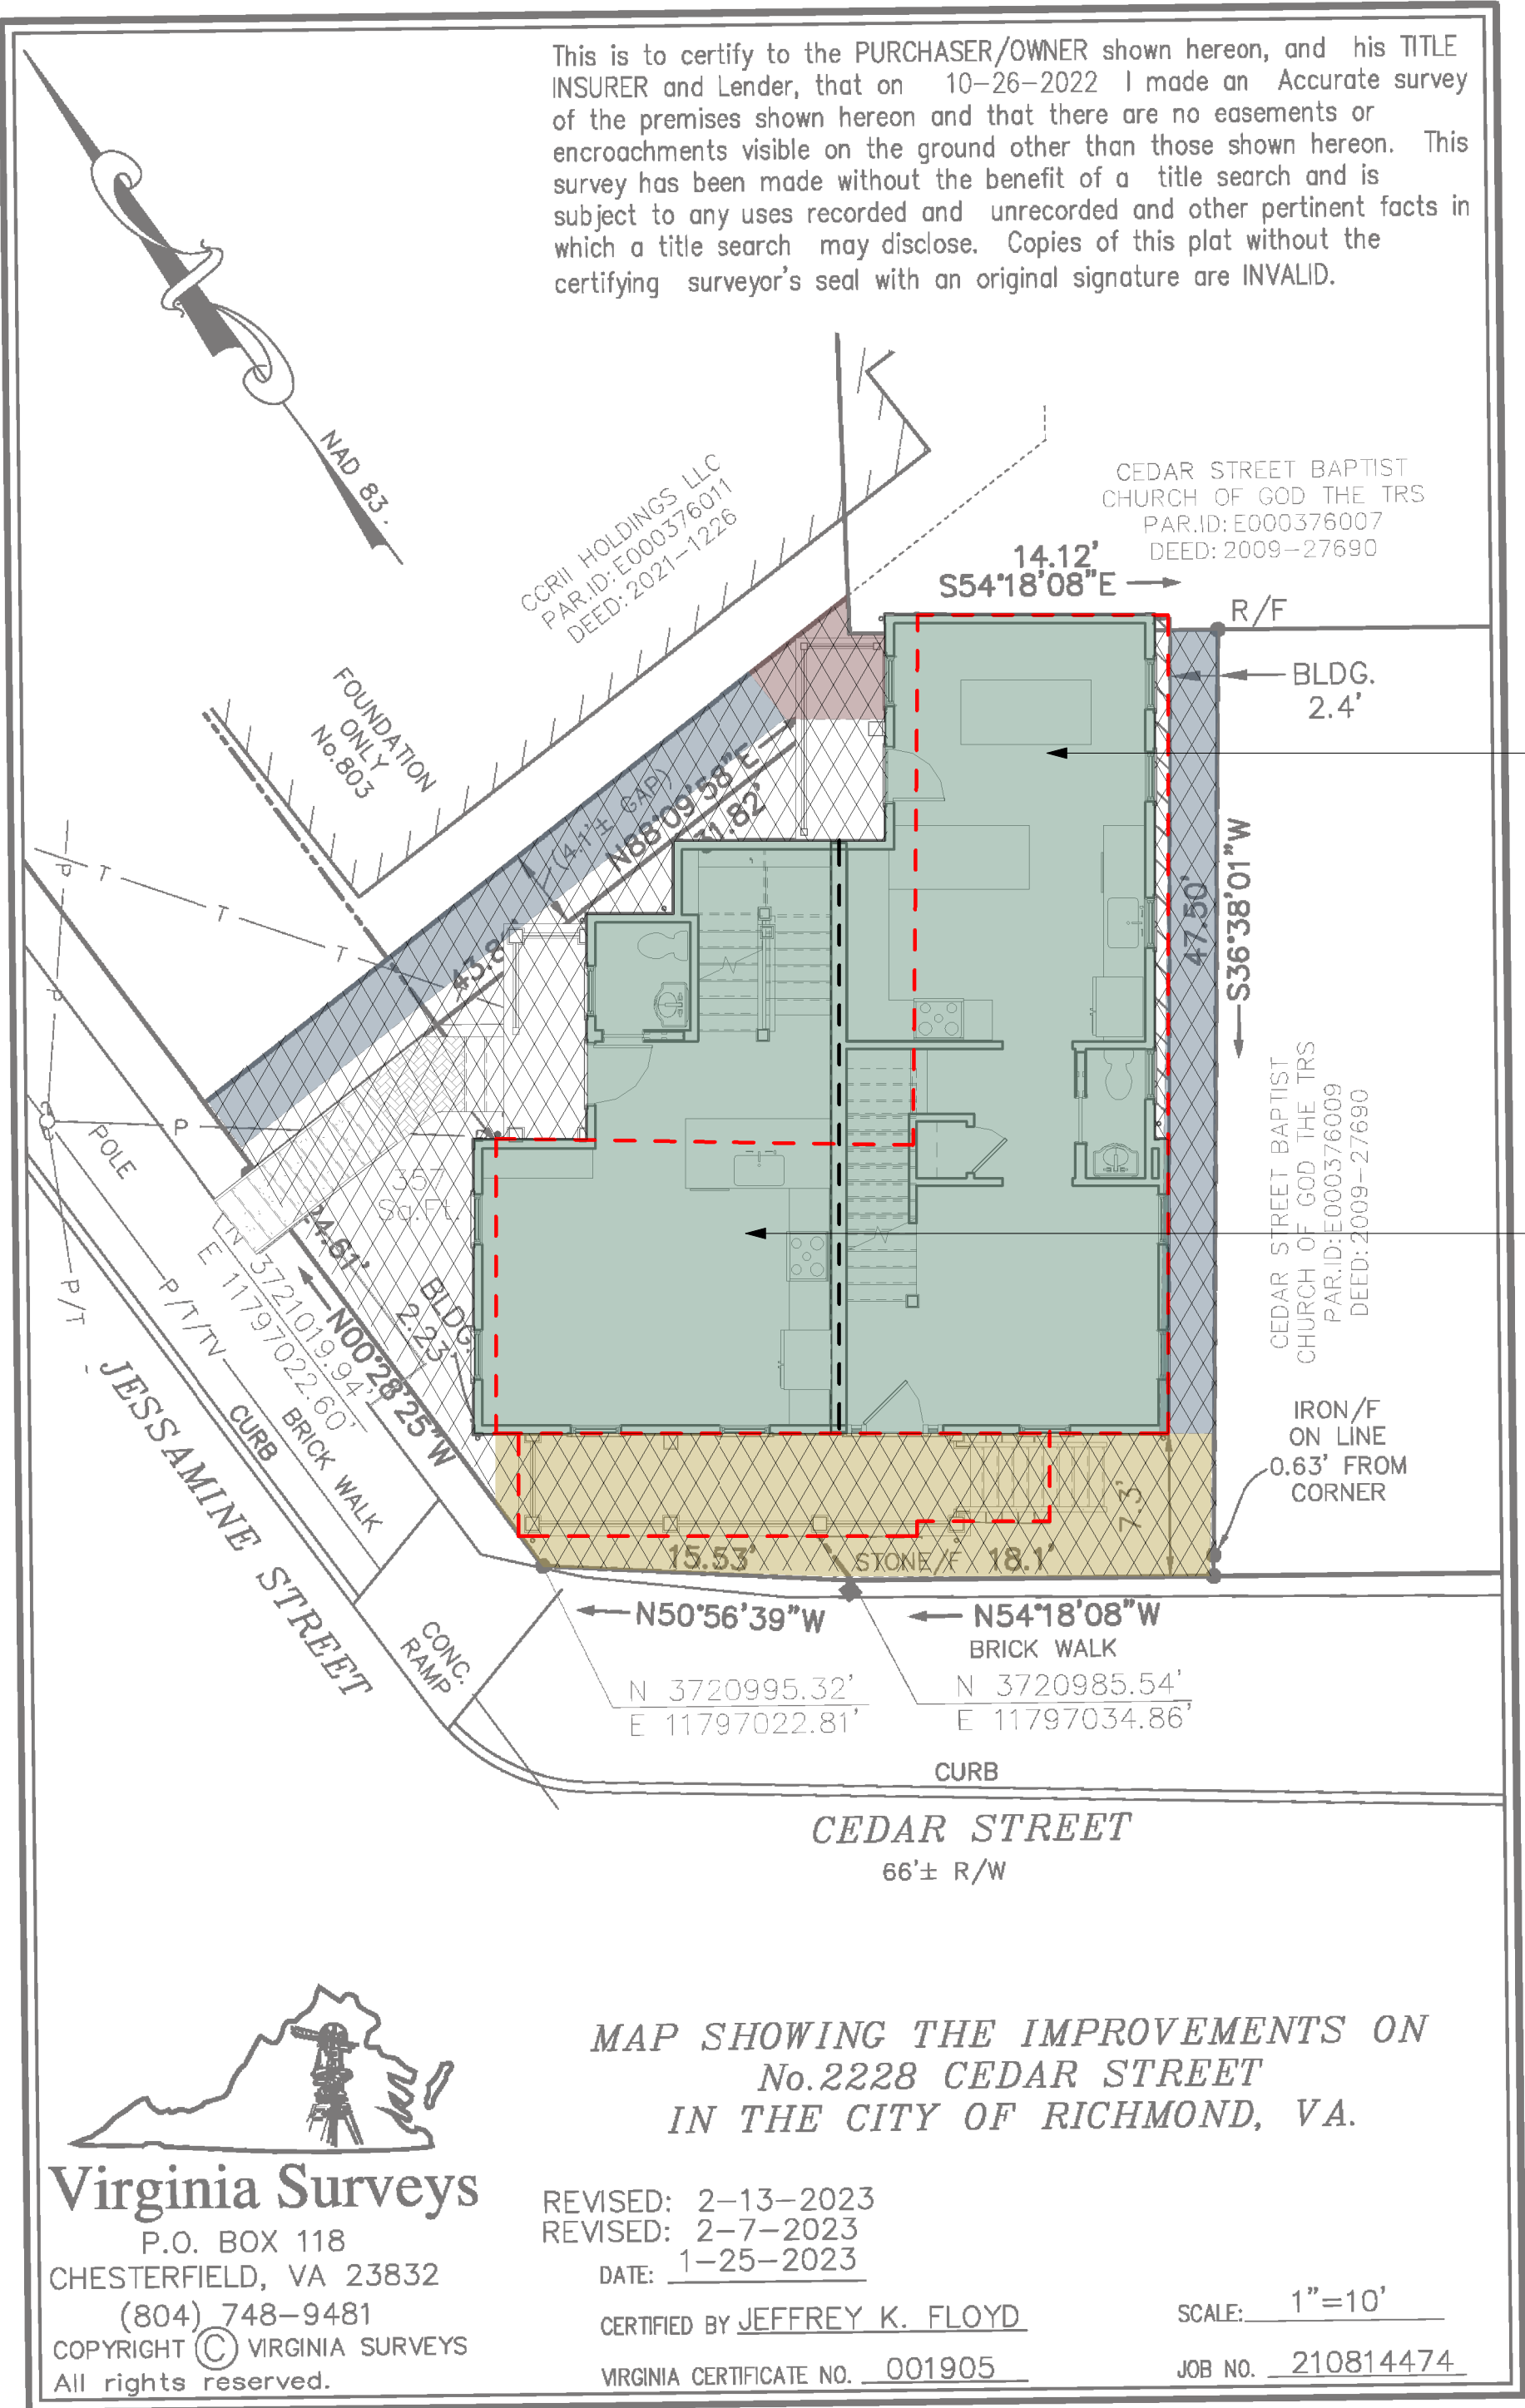 This is to certify to the PURCHASER/OWNER shown hereon, and his TITLE
INSURER and Lender, that on 10-26-2022 I made an Accurate survey
of the premises shown hereon and that there are no easements or
encroachments visible on the ground other than those shown hereon. This
survey has been made without the benefit of a title search and is
subject to any uses recorded and unrecorded and other pertinent facts in
which a title search may disclose. Copies of this plat without the
certifying surveyor's seal with an original signature are INVALID.
NAD 83.
CCRII HOLDINGS LLC
PAR.ID:E000376011
DEED:2021-1226
CEDAR STREET BAPTIST
CHURCH OF GOD THE TRS
PAR.ID:E000376007
DEED:2009-27690
14.12'
S54°18'08"E
R/F
BLDG.
2.4'
FOUNDATION
ONLY
No.803
(4.1'± GAP)
N88°09'58"E
31.82'
43.8
47.50'
S36°38'01"W
T
T
T
P
P
P
POLE
P/T
P/T/TV
357
Sq.Ft.
24.61'
N00°28'25"W
BLDG.
2.23'
N 3721019.94'
E 11797022.60'
BRICK WALK
CURB
JESSAMINE STREET
CONC.
RAMP
CEDAR STREET BAPTIST
CHURCH OF GOD THE TRS
PAR.ID:E000376009
DEED:2009-27690
IRON/F
ON LINE
0.63' FROM
CORNER
7.3'
15.53'
STONE/F
18.1'
N50°56'39"W
N54°18'08"W
BRICK WALK
N 3720995.32'
E 11797022.81'
N 3720985.54'
E 11797034.86'
CURB
CEDAR STREET
66'± R/W
MAP SHOWING THE IMPROVEMENTS ON
No.2228 CEDAR STREET
IN THE CITY OF RICHMOND, VA.
Virginia Surveys
P.O. BOX 118
CHESTERFIELD, VA 23832
(804) 748-9481
COPYRIGHT © VIRGINIA SURVEYS
All rights reserved.
REVISED: 2-13-2023
REVISED: 2-7-2023
DATE: 1-25-2023
CERTIFIED BY JEFFREY K. FLOYD
VIRGINIA CERTIFICATE NO. 001905
SCALE: 1"=10'
JOB NO. 210814474